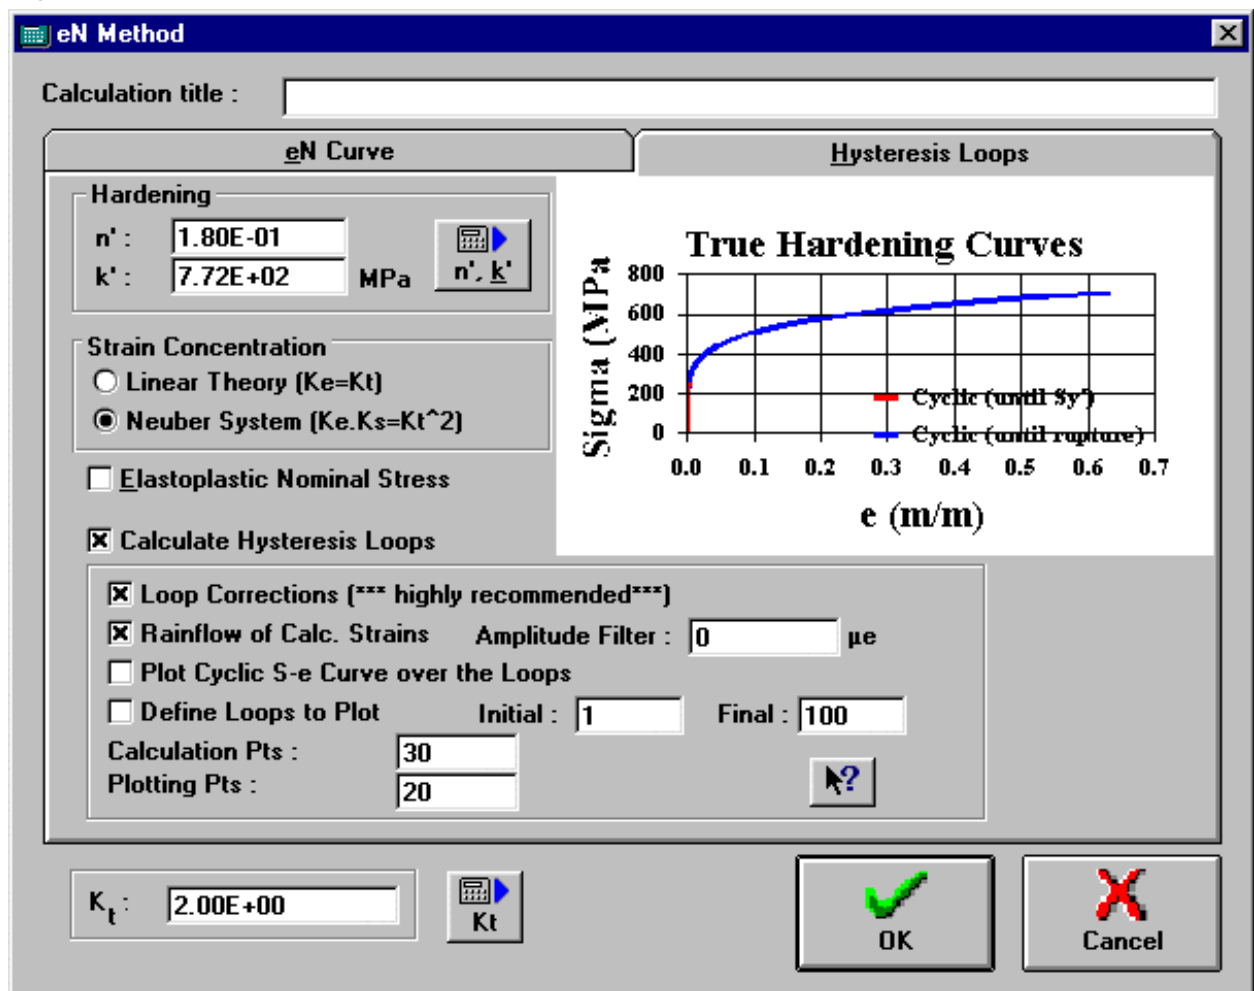 eN Method
Calculation title :
eN Curve
Hysteresis Loops
Hardening
n' : 1.80E-01
k' : 7.72E+02 MPa
n', k'
Strain Concentration
Linear Theory (Ke=Kt)
Neuber System (Ke.Ks=Kt^2)
Elastoplastic Nominal Stress
Calculate Hysteresis Loops
True Hardening Curves
Sigma (MPa
800
600
400
200
0
0.0 0.1 0.2 0.3 0.4 0.5 0.6 0.7
Cyclic (until Sy')
Cyclic (until rupture)
e (m/m)
Loop Corrections (*** highly recommended***)
Rainflow of Calc. Strains Amplitude Filter : 0 µe
Plot Cyclic S-e Curve over the Loops
Define Loops to Plot Initial : 1 Final : 100
Calculation Pts : 30
Plotting Pts : 20
?
Kt : 2.00E+00
Kt
OK
Cancel